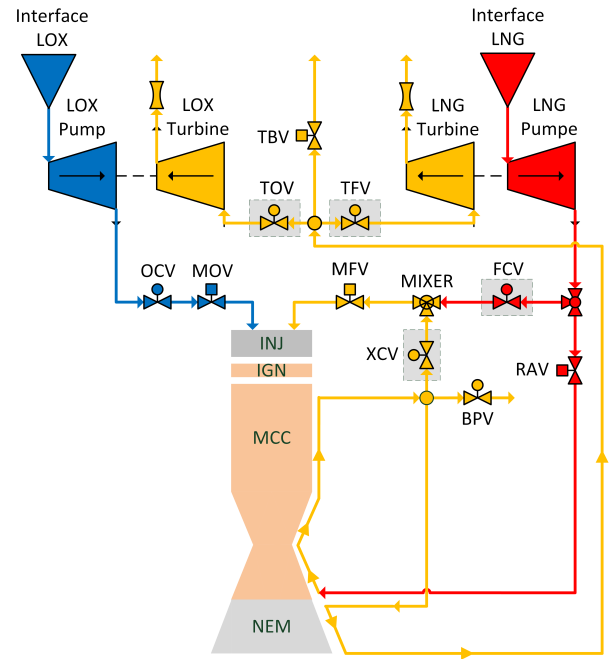 Interface
LOX
Interface
LNG
LOX
Pump
LOX
Turbine
LNG
Turbine
LNG
Pumpe
TBV
TOV
TFV
OCV
MOV
MFV
MIXER
FCV
INJ
IGN
XCV
RAV
MCC
BPV
NEM